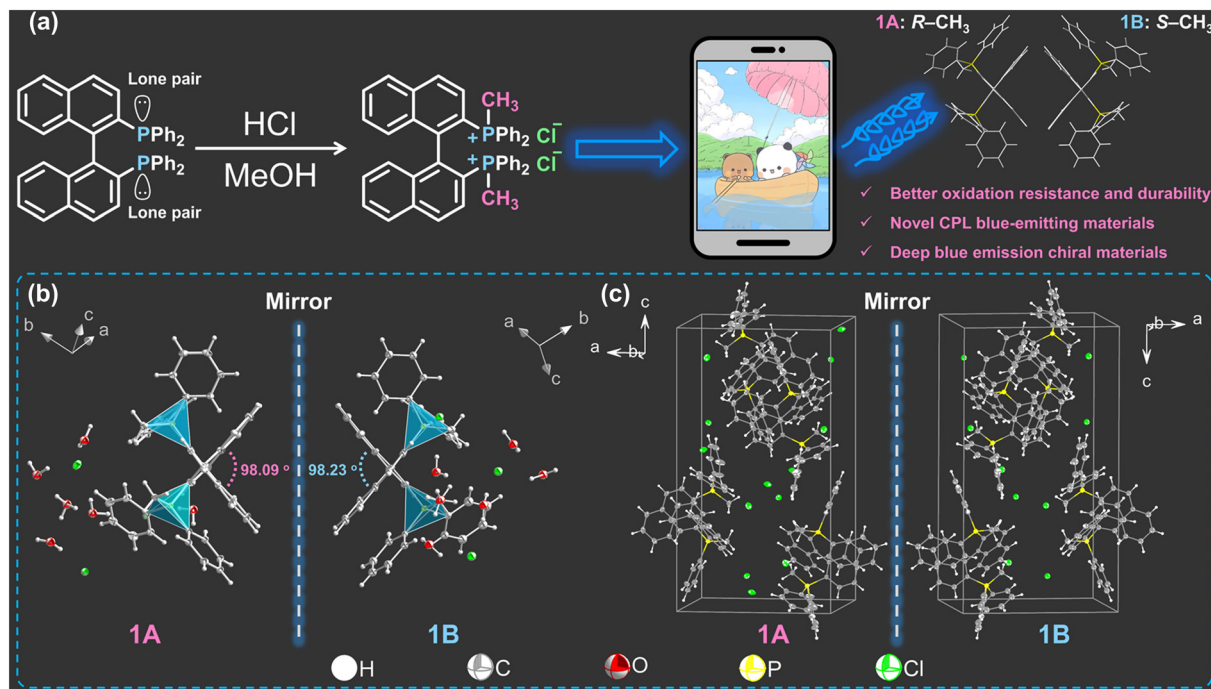 (a)
Lone pair
PPh₂
PPh₂
Lone pair
HCl
MeOH
CH₃
+ PPh₂ Cl⁻
+ PPh₂ Cl⁻
CH₃
1A: R–CH₃
1B: S–CH₃
✓ Better oxidation resistance and durability
✓ Novel CPL blue-emitting materials
✓ Deep blue emission chiral materials
(b)
Mirror
b c a
a b c
98.09 °
98.23 °
1A
1B
(c)
Mirror
c
a b
b a
c
1A
1B
H
C
O
P
Cl